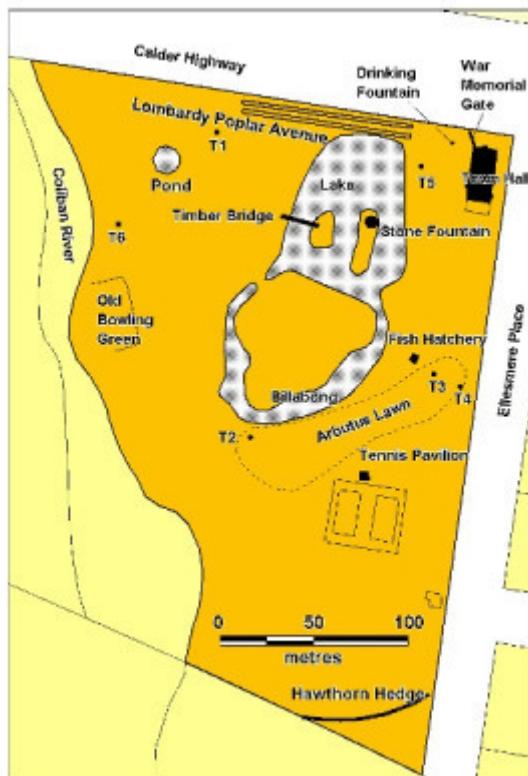 Calder Highway
Drinking
Fountain
War
Memorial
Gate
Lombardy Poplar Avenue
T1
Pond
Lake
T5
Town Hall
Timber Bridge
Stone Fountain
T6
Coliban River
Old
Bowling
Green
Fish Hatchery
Ellesmere Place
T3
T4
Billabong
Arbutus Lawn
T2
Tennis Pavilion
0 50 100
metres
Hawthorn Hedge